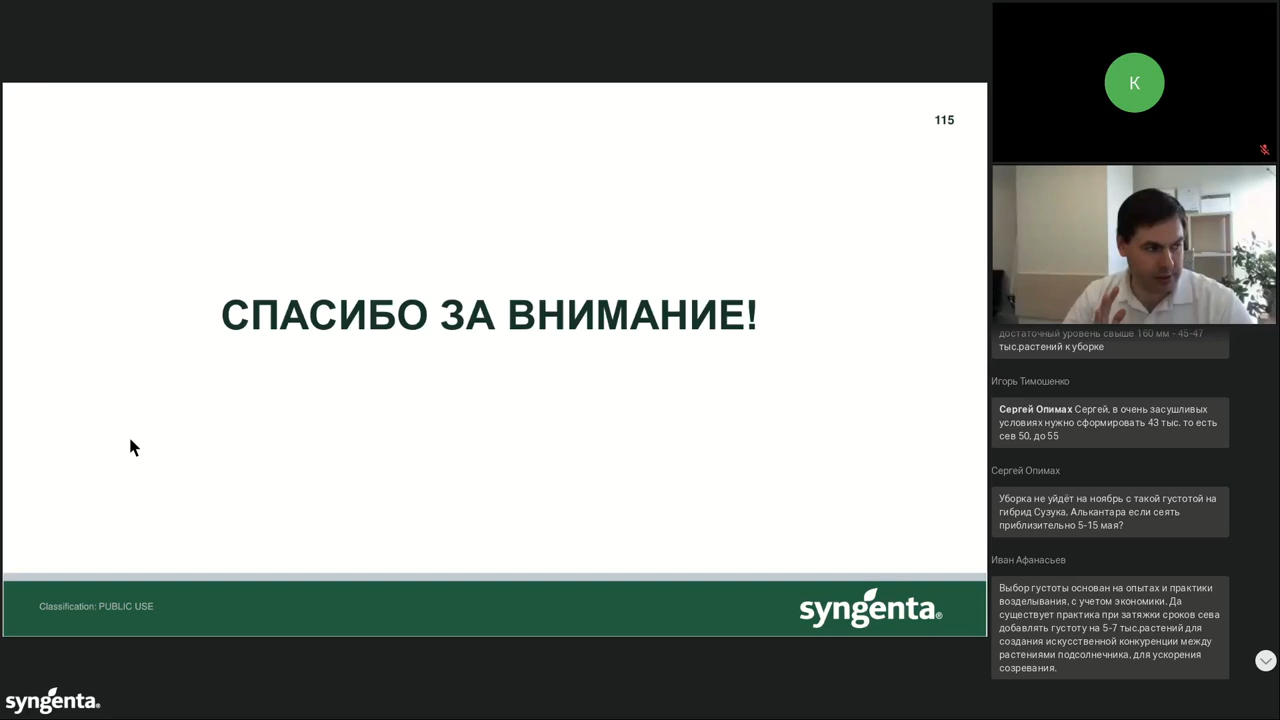 115
СПАСИБО ЗА ВНИМАНИЕ!
Classification: PUBLIC USE
syngenta®
syngenta.
K
достаточный уровень свыше 160 мм - 45-47
тыс.растений к уборке
Игорь Тимошенко
Сергей Опимах Сергей, в очень засушливых
условиях нужно сформировать 43 тыс. то есть
сев 50, до 55
Сергей Опимах
Уборка не уйдёт на ноябрь с такой густотой на
гибрид Сузука, Алькантара если сеять
приблизительно 5-15 мая?
Иван Афанасьев
Выбор густоты основан на опытах и практики
возделывания, с учетом экономики. Да
существует практика при затяжки сроков сева
добавлять густоту на 5-7 тыс.растений для
создания искусственной конкуренции между
растениями подсолнечника, для ускорения
созревания.